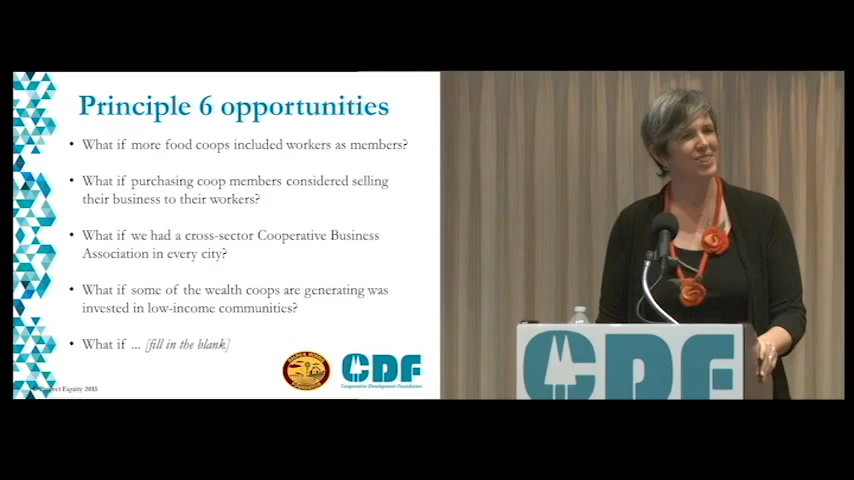 Principle 6 opportunities
• What if more food coops included workers as members?
• What if purchasing coop members considered selling
their business to their workers?
• What if we had a cross-sector Cooperative Business
Association in every city?
• What if some of the wealth coops are generating was
invested in low-income communities?
• What if ... [fill in the blank]
CDF
Cooperative Development Foundation
Equity 2015
CDF